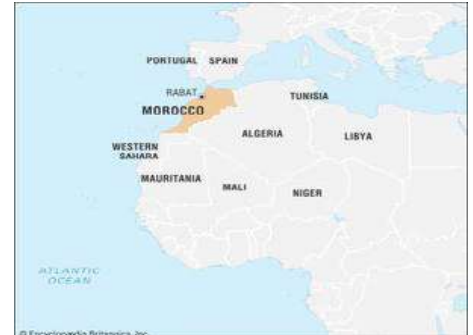 PORTUGAL SPAIN
RABAT
TUNISIA
MOROCCO
ALGERIA
LIBYA
WESTERN
SAHARA
MAURITANIA
MALI
NIGER
ATLANTIC
OCEAN
© Encyclopædia Britannica, Inc.